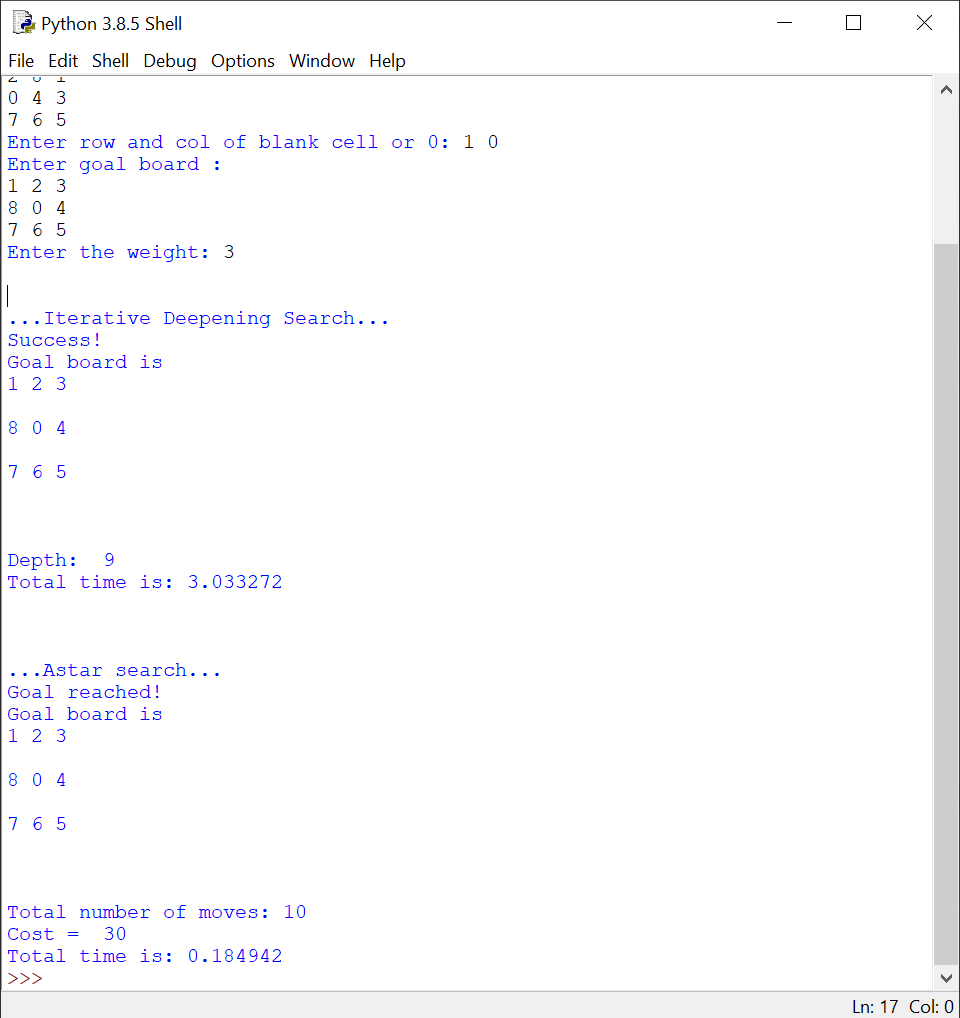 Python 3.8.5 Shell
File Edit Shell Debug Options Window Help
0 4 3
7 6 5
Enter row and col of blank cell or 0: 1 0
Enter goal board :
1 2 3
8 0 4
7 6 5
Enter the weight: 3
...Iterative Deepening Search...
Success!
Goal board is
1 2 3
8 0 4
7 6 5
Depth:  9
Total time is: 3.033272
...Astar search...
Goal reached!
Goal board is
1 2 3
8 0 4
7 6 5
Total number of moves: 10
Cost =  30
Total time is: 0.184942
>>>
Ln: 17 Col: 0